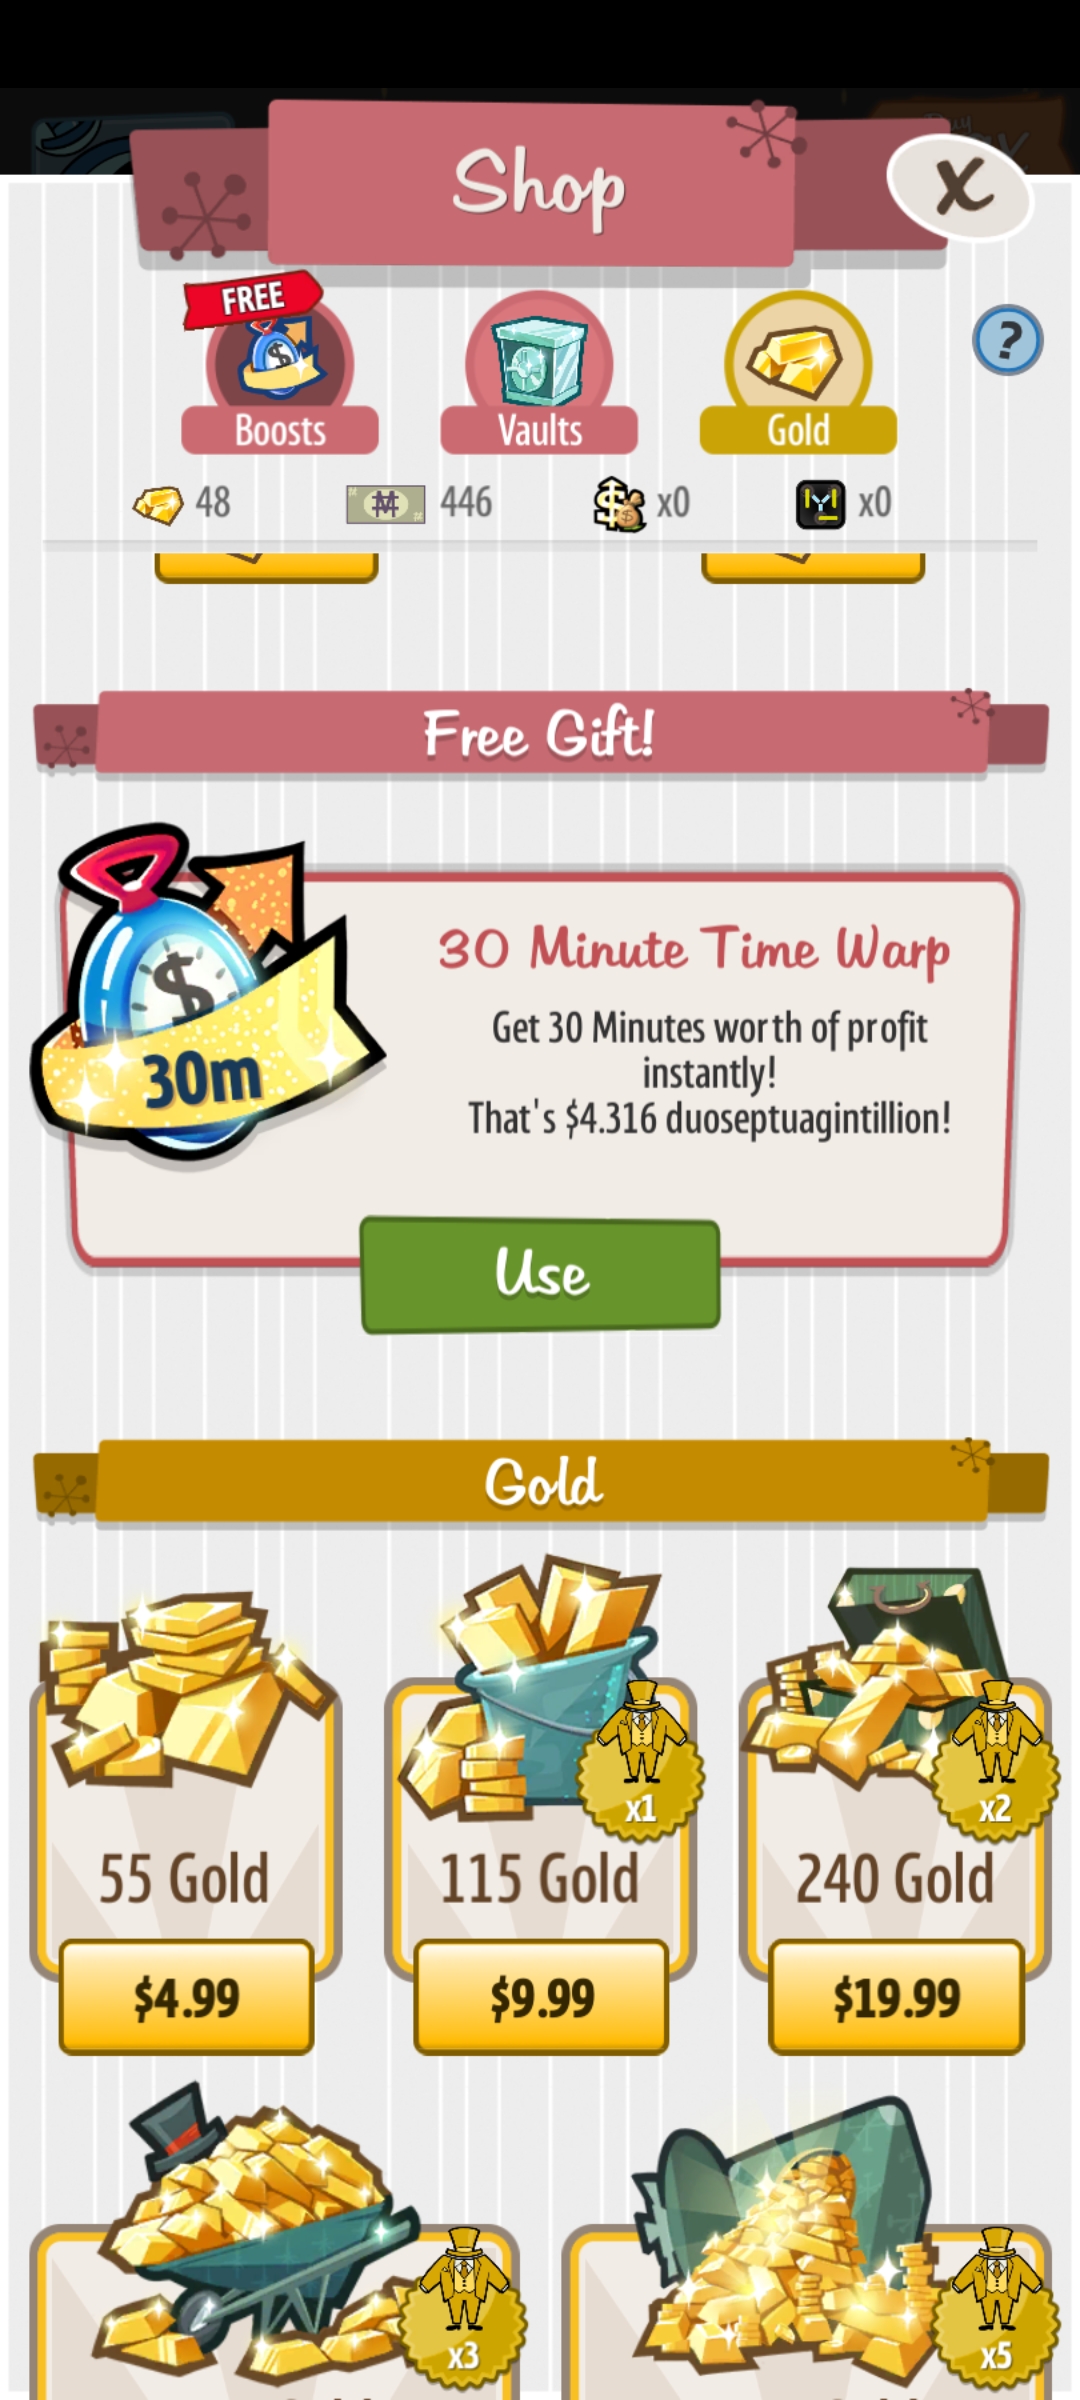 Shop
X
FREE
Boosts
Vaults
Gold
?
48
446
x0
x0
Free Gift!
30m
30 Minute Time Warp
Get 30 Minutes worth of profit
instantly!
That's $4.316 duoseptuagintillion!
Use
Gold
x1
x2
55 Gold
115 Gold
240 Gold
$4.99
$9.99
$19.99
x3
x5